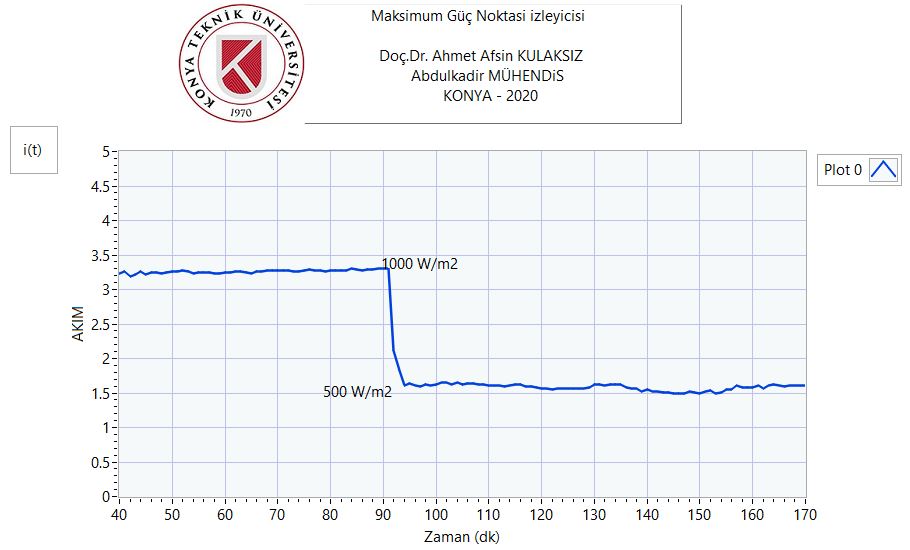 Maksimum Güç Noktasi izleyicisi
Doç.Dr. Ahmet Afsin KULAKSIZ
Abdulkadir MÜHENDiS
KONYA - 2020
KONYA TEKNİK ÜNİVERSİTESİ
1970
i(t)
Plot 0
5
4.5
4
3.5
3
2.5
2
1.5
1
0.5
0
AKIM
1000 W/m2
500 W/m2
40 50 60 70 80 90 100 110 120 130 140 150 160 170
Zaman (dk)